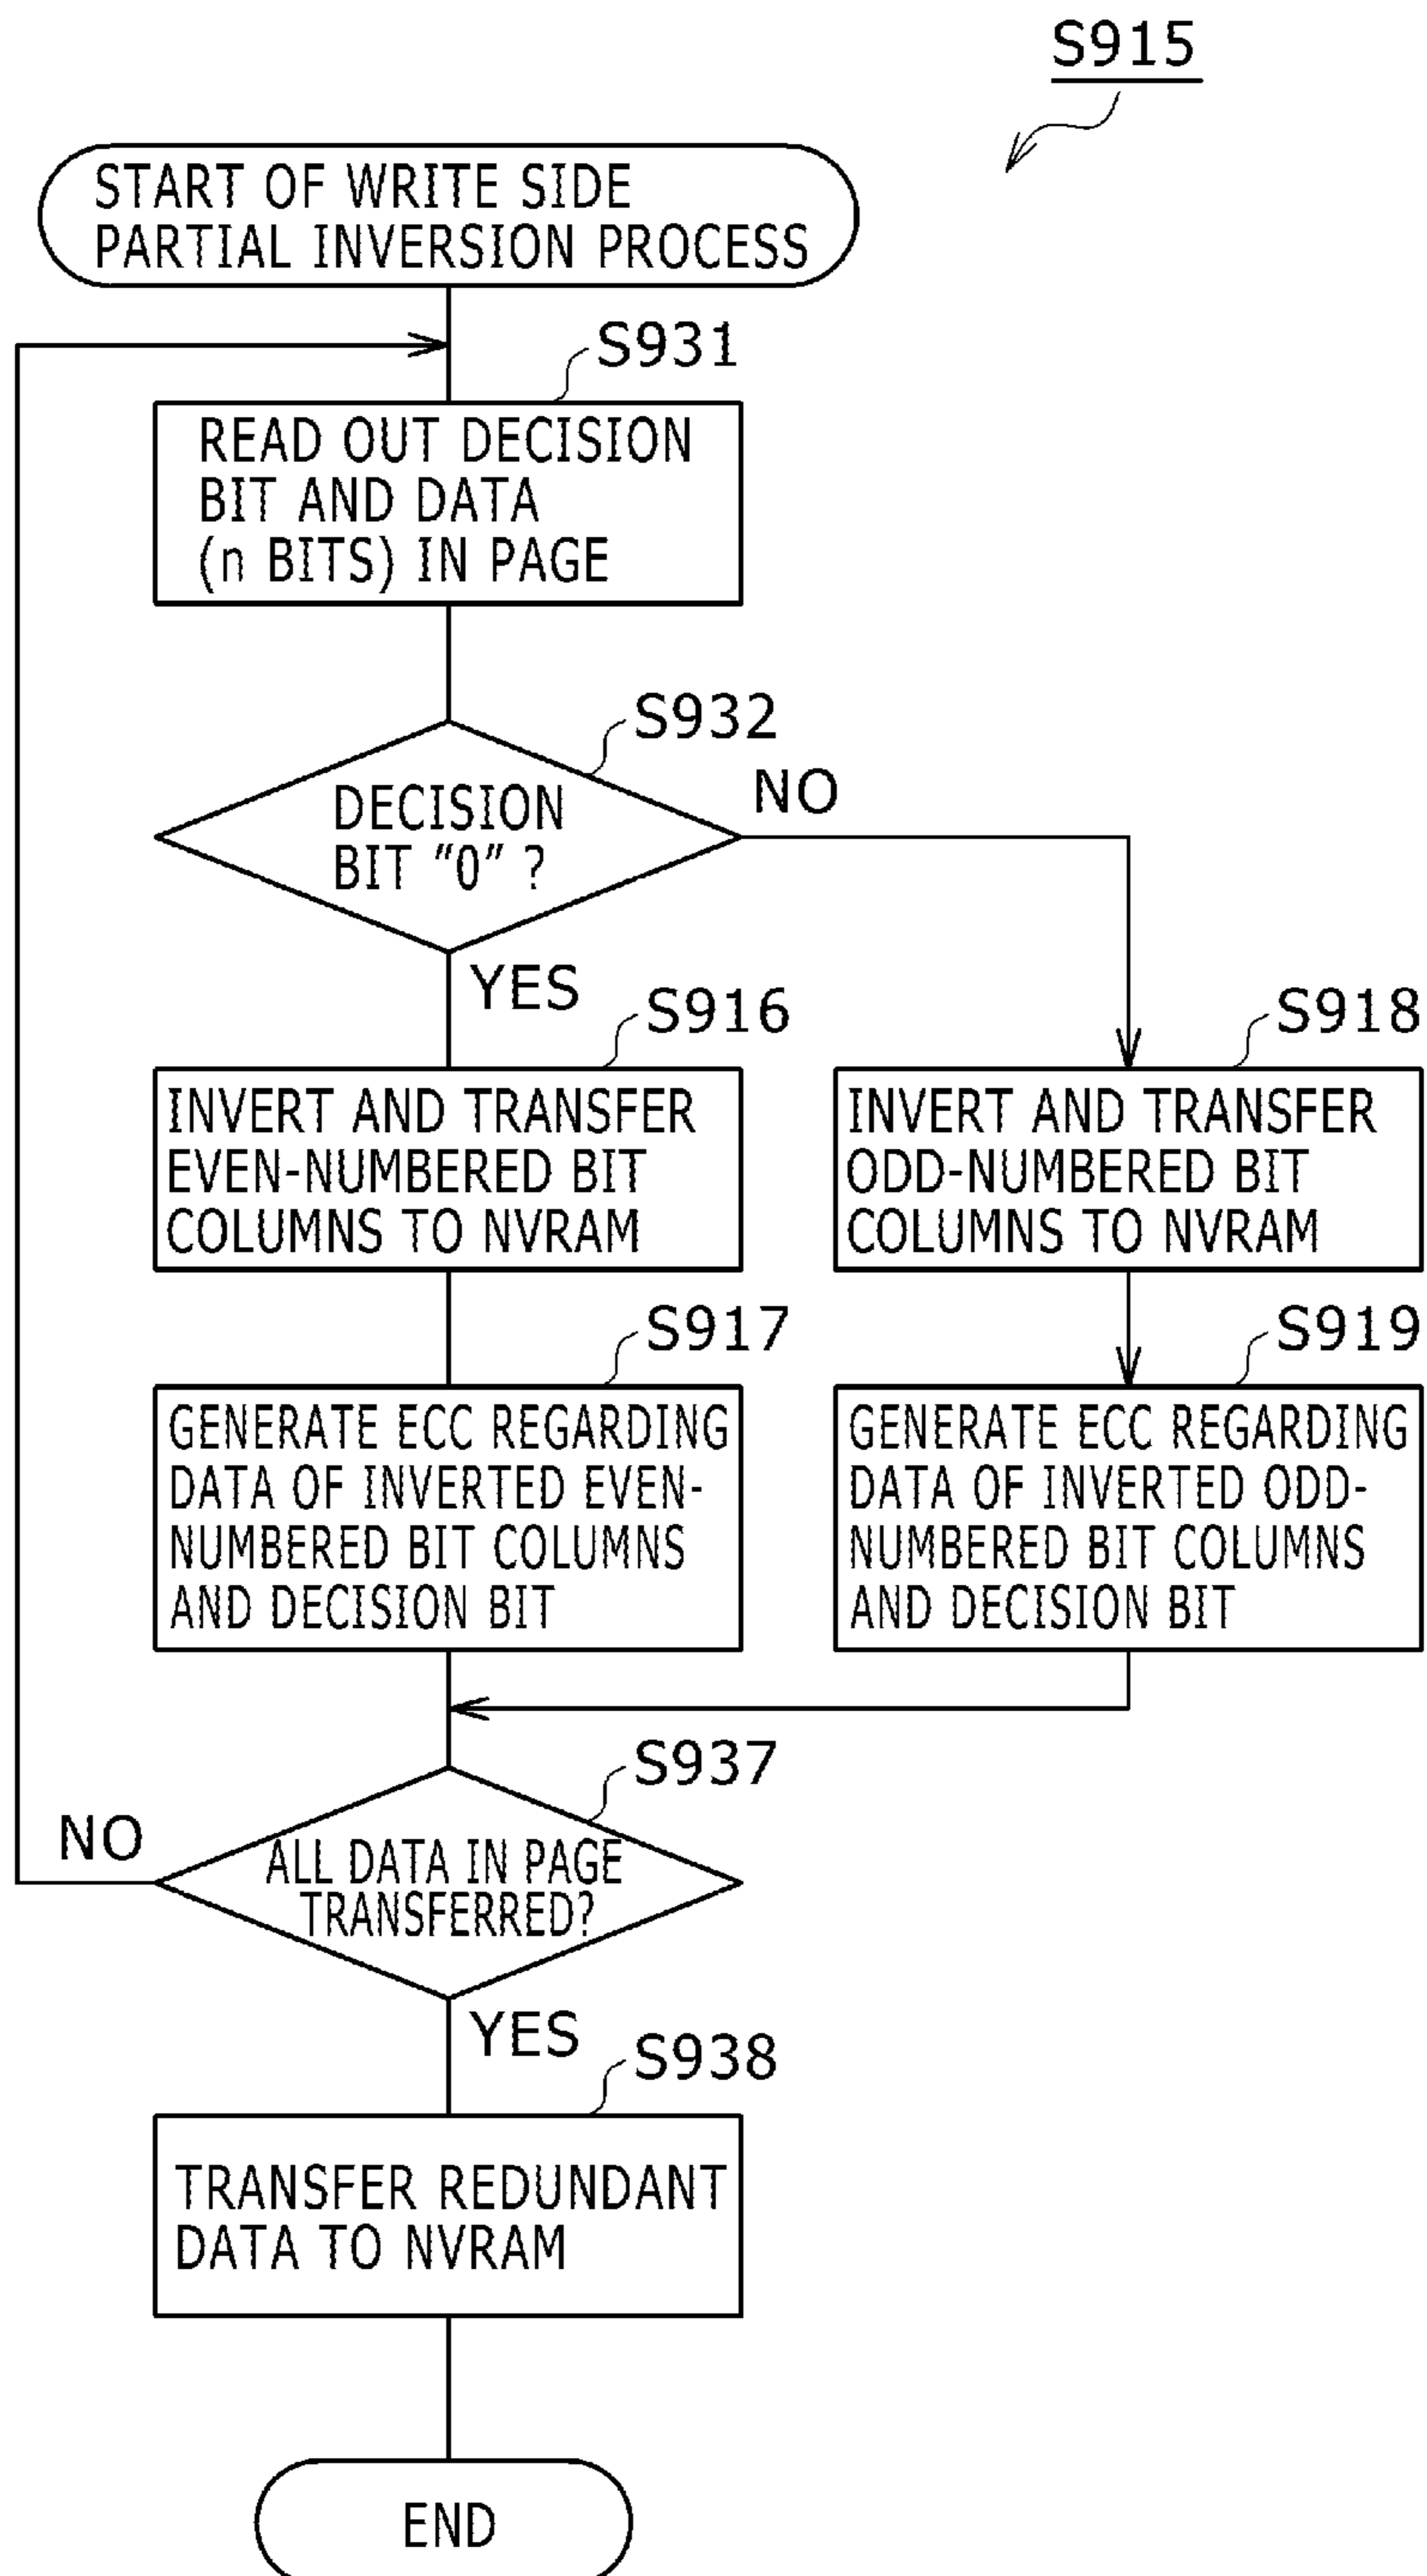 S915
START OF WRITE SIDE
PARTIAL INVERSION PROCESS
S931
READ OUT DECISION
BIT AND DATA
(n BITS) IN PAGE
S932
DECISION
BIT “0” ?
NO
YES
S916
INVERT AND TRANSFER
EVEN-NUMBERED BIT
COLUMNS TO NVRAM
S918
INVERT AND TRANSFER
ODD-NUMBERED BIT
COLUMNS TO NVRAM
S917
GENERATE ECC REGARDING
DATA OF INVERTED EVEN-
NUMBERED BIT COLUMNS
AND DECISION BIT
S919
GENERATE ECC REGARDING
DATA OF INVERTED ODD-
NUMBERED BIT COLUMNS
AND DECISION BIT
S937
NO
ALL DATA IN PAGE
TRANSFERRED?
YES
S938
TRANSFER REDUNDANT
DATA TO NVRAM
END